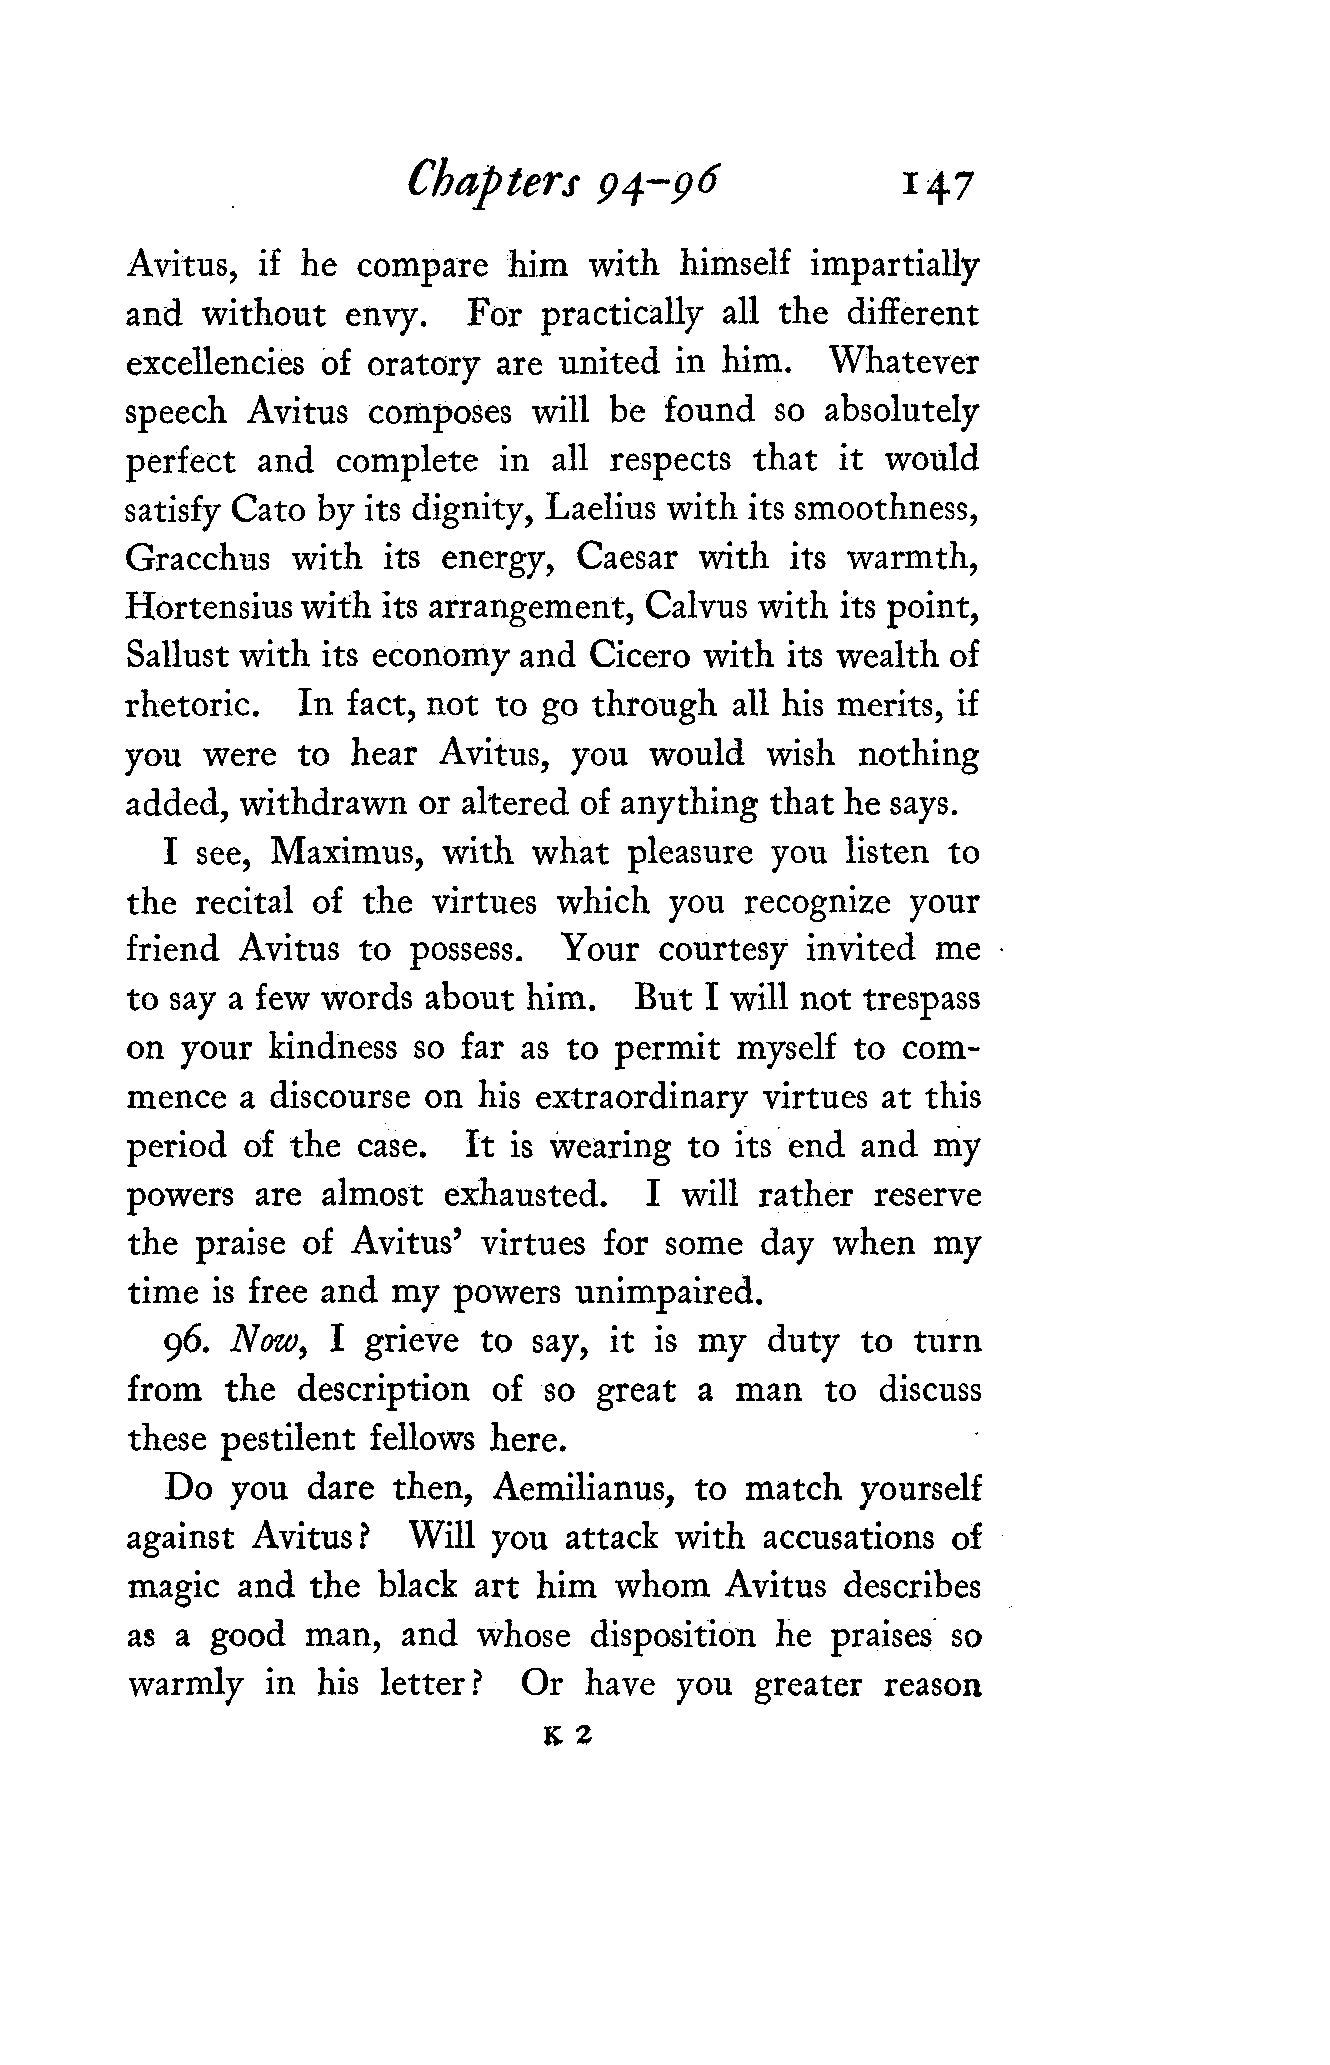 Chapters 94–96 147
Avitus, if he compare him with himself impartially
and without envy. For practically all the different
excellencies of oratory are united in him. Whatever
speech Avitus composes will be found so absolutely
perfect and complete in all respects that it would
satisfy Cato by its dignity, Laelius with its smoothness,
Gracchus with its energy, Caesar with its warmth,
Hortensius with its arrangement, Calvus with its point,
Sallust with its economy and Cicero with its wealth of
rhetoric. In fact, not to go through all his merits, if
you were to hear Avitus, you would wish nothing
added, withdrawn or altered of anything that he says.
I see, Maximus, with what pleasure you listen to
the recital of the virtues which you recognize your
friend Avitus to possess. Your courtesy invited me
to say a few words about him. But I will not trespass
on your kindness so far as to permit myself to com-
mence a discourse on his extraordinary virtues at this
period of the case. It is wearing to its end and my
powers are almost exhausted. I will rather reserve
the praise of Avitus’ virtues for some day when my
time is free and my powers unimpaired.
96. Now, I grieve to say, it is my duty to turn
from the description of so great a man to discuss
these pestilent fellows here.
Do you dare then, Aemilianus, to match yourself
against Avitus? Will you attack with accusations of
magic and the black art him whom Avitus describes
as a good man, and whose disposition he praises so
warmly in his letter? Or have you greater reason
K 2